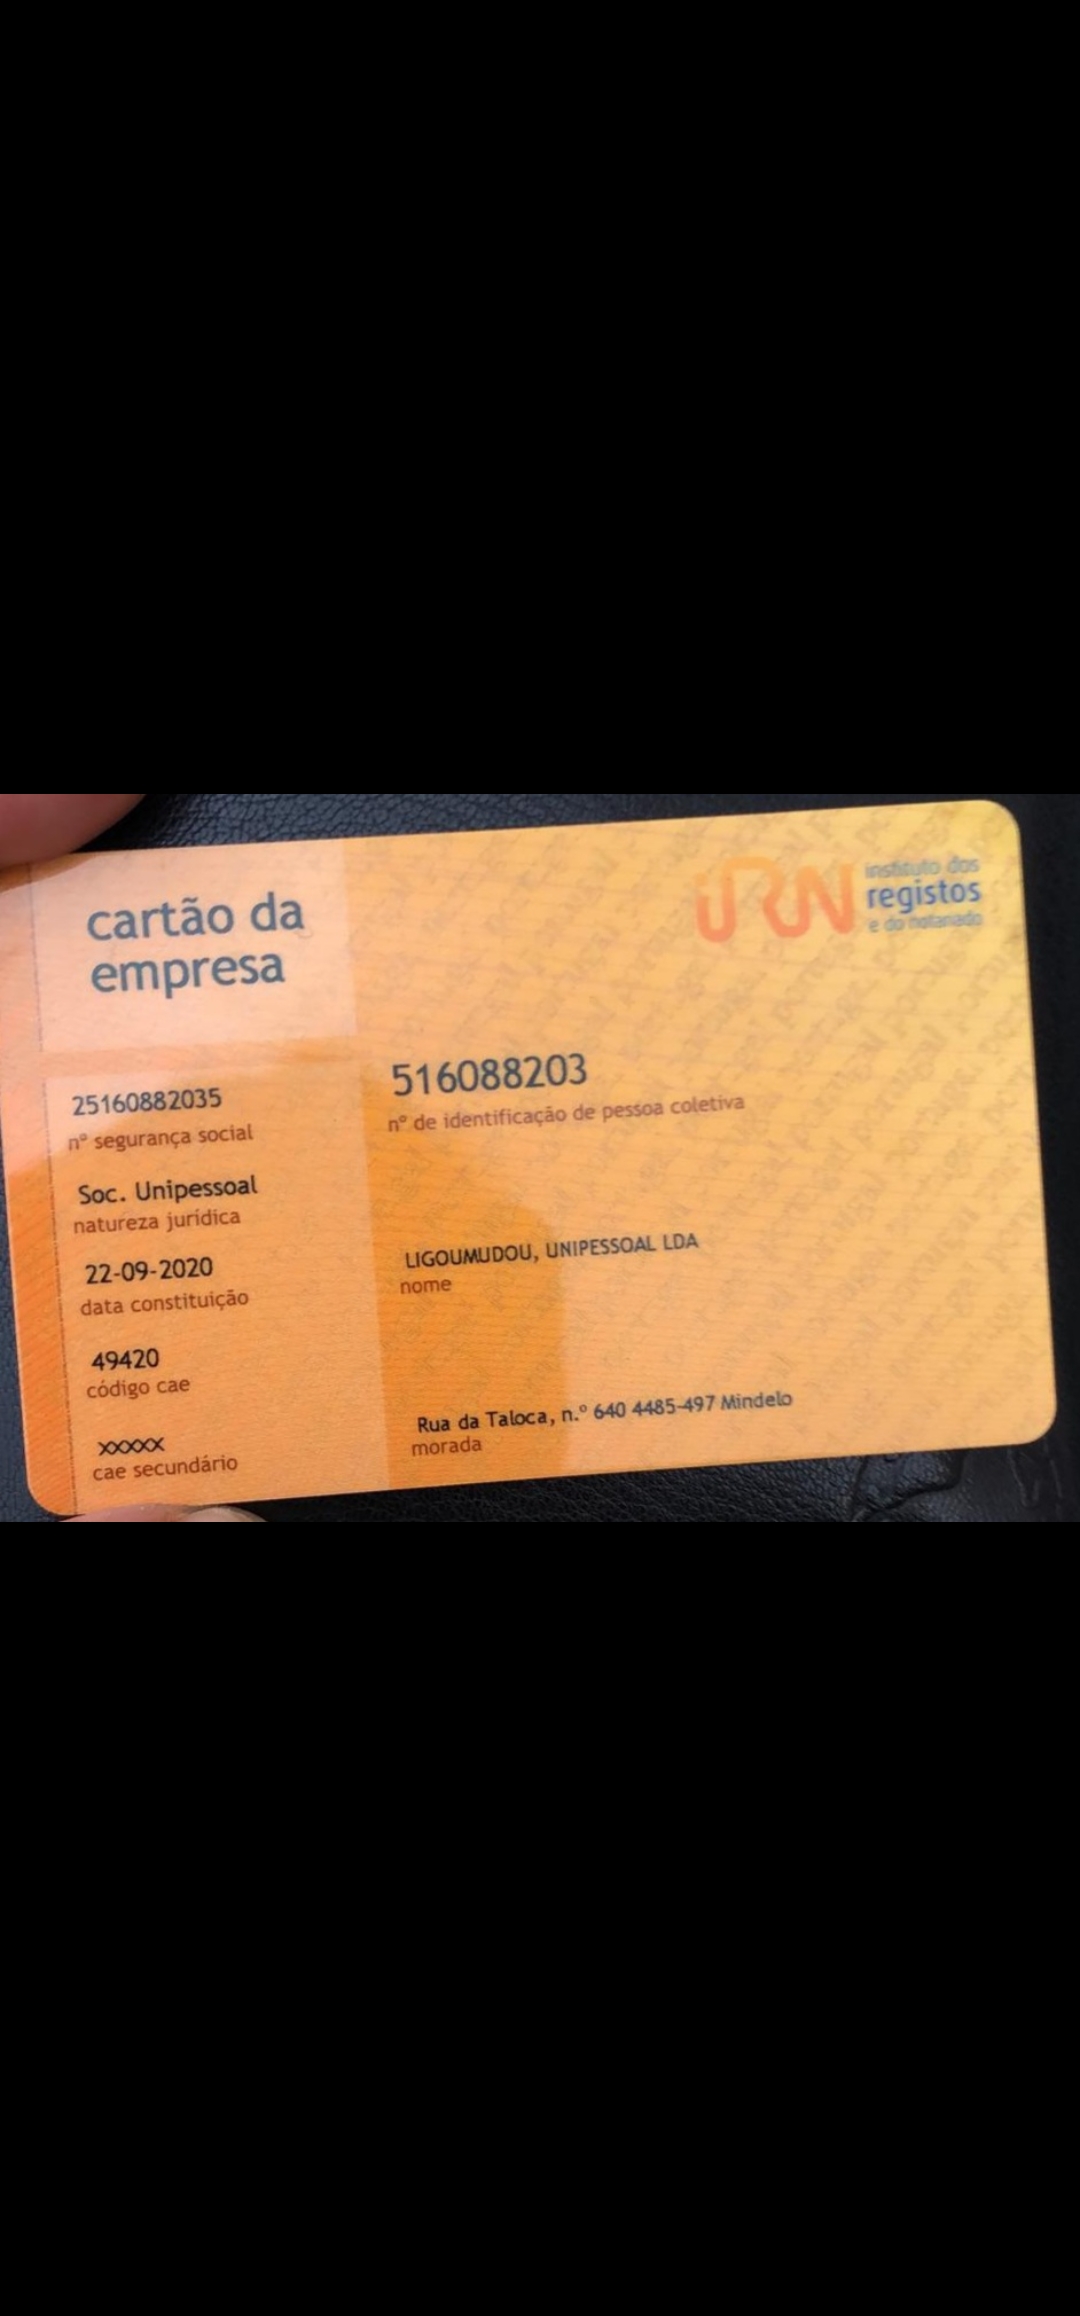 cartão da
empresa
instituto dos
registos
e do notariado
25160882035
nº segurança social
Soc. Unipessoal
natureza jurídica
22-09-2020
data constituição
49420
código cae
xxxxx
cae secundário
516088203
nº de identificação de pessoa coletiva
LIGOUMUDOU, UNIPESSOAL LDA
nome
Rua da Taloca, n.º 640 4485-497 Mindelo
morada